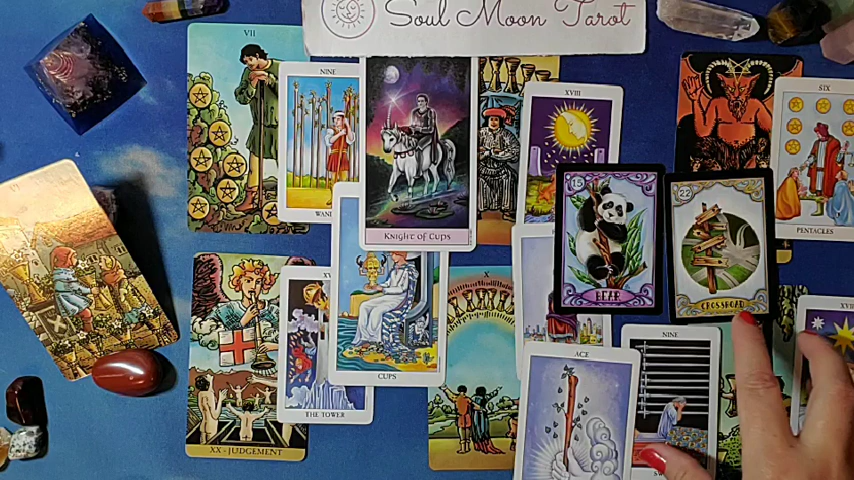 Soul Moon Tarot
VII
NINE
WAND
KNIGHT OF CUPS
XVIII
15
BEAR
22
CROSSROAD
SIX
PENTACLES
XX - JUDGEMENT
THE TOWER
CUPS
X
ACE
NINE